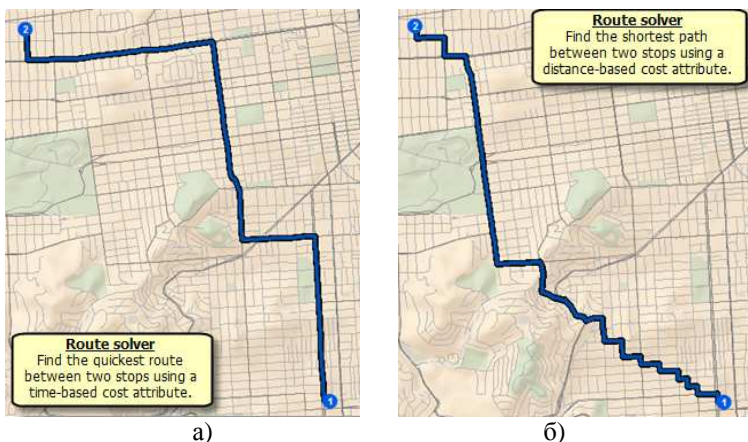 2
Route solver
Find the quickest route
between two stops using a
time-based cost attribute.
1
а)
2
Route solver
Find the shortest path
between two stops using a
distance-based cost attribute.
1
б)